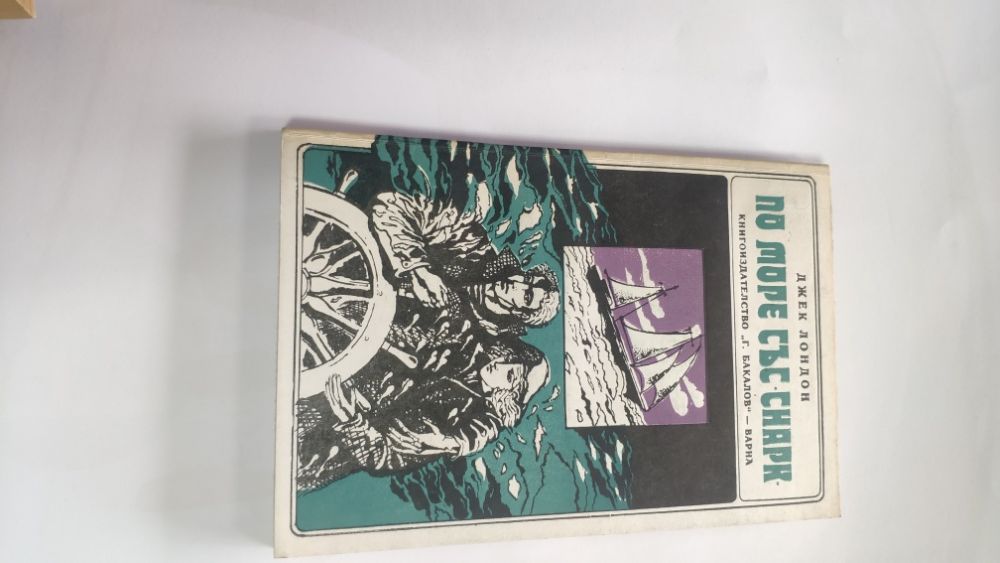 ДЖЕК ЛОНДОН
ПО МОРЕ СЪС •СНАРК•
КНИГОИЗДАТЕЛСТВО „Г. БАКАЛОВ“ — ВАРНА